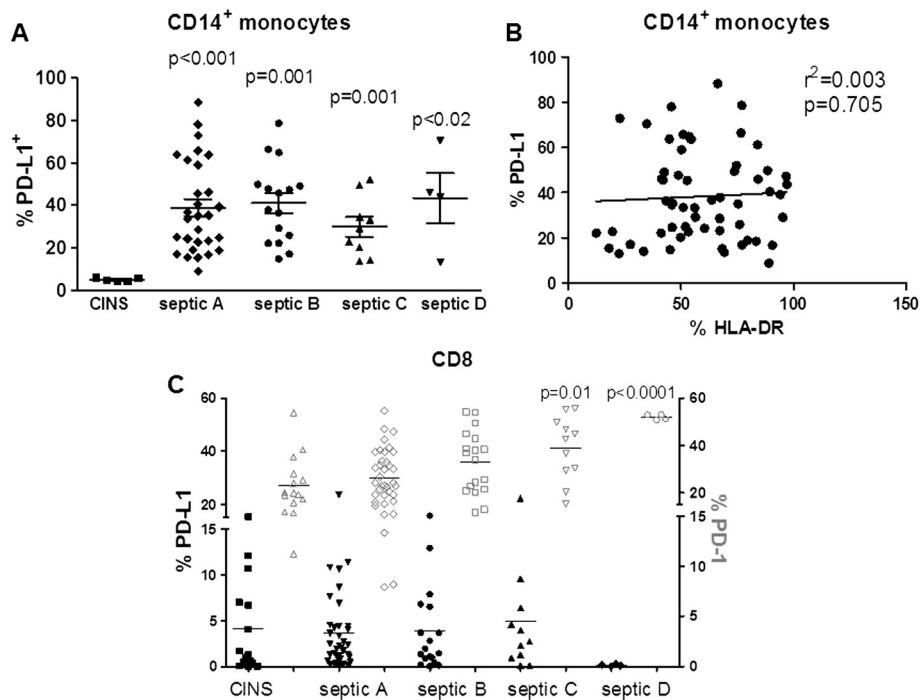 A
CD14+ monocytes
p<0.001
p=0.001
p=0.001
p<0.02
100
80
60
40
20
0
% PD-L1+
CINS septic A septic B septic C septic D
B
CD14+ monocytes
r2=0.003
p=0.705
100
80
60
40
20
0
% PD-L1
0 50 100 150
% HLA-DR
CD8
C
p=0.01 p<0.0001
60
40
20
15
10
5
0
% PD-L1
60
40
20
15
10
5
0
% PD-1
CINS septic A septic B septic C septic D